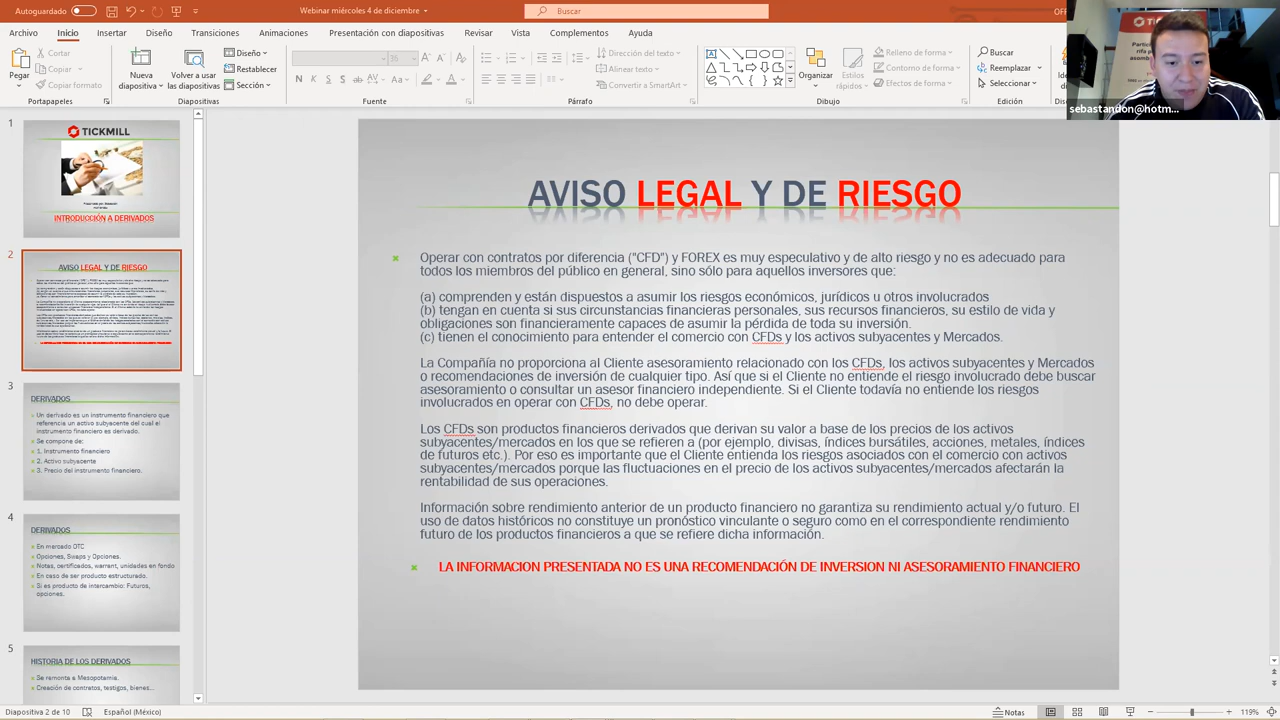 Autoguardado
Webinar miércoles 4 de diciembre
Buscar
Archivo Inicio Insertar Diseño Transiciones Animaciones Presentación con diapositivas Revisar Vista Complementos Ayuda
Pegar
Cortar
Copiar
Copiar formato
Portapapeles
Nueva
diapositiva
Volver a usar
las diapositivas
Diseño
Restablecer
Sección
Diapositivas
36
Fuente
Dirección del texto
Alinear texto
Convertir a SmartArt
Párrafo
Organizar
Estilos
rápidos
Relleno de forma
Contorno de forma
Efectos de forma
Dibujo
Buscar
Reemplazar
Seleccionar
Edición
sebastandon@hotm...
1
TICKMILL
INTRODUCCIÓN A DERIVADOS
2
AVISO LEGAL Y DE RIESGO
3
DERIVADOS
Un derivado es un instrumento financiero que
referencia un activo subyacente del cual el
instrumento financiero es derivado.
Se compone de:
1. Instrumento financiero
2. Activo subyacente
3. Precio del instrumento financiero.
4
DERIVADOS
En mercado OTC
Opciones, Swaps y Opciones.
Notas, certificados, warrant, unidades en fondo
En caso de ser producto estructurado.
Si es producto de intercambio: Futuros,
opciones,
5
HISTORIA DE LOS DERIVADOS
Se remonta a Mesopotamia.
Creación de contratos, testigos, bienes...
AVISO LEGAL Y DE RIESGO
Operar con contratos por diferencia ("CFD") y FOREX es muy especulativo y de alto riesgo y no es adecuado para
todos los miembros del público en general, sino sólo para aquellos inversores que:
(a) comprenden y están dispuestos a asumir los riesgos económicos, jurídicos u otros involucrados
(b) tengan en cuenta si sus circunstancias financieras personales, sus recursos financieros, su estilo de vida y
obligaciones son financieramente capaces de asumir la pérdida de toda su inversión.
(c) tienen el conocimiento para entender el comercio con CFDs y los activos subyacentes y Mercados.
La Compañía no proporciona al Cliente asesoramiento relacionado con los CFDs, los activos subyacentes y Mercados
o recomendaciones de inversión de cualquier tipo. Así que si el Cliente no entiende el riesgo involucrado debe buscar
asesoramiento o consultar un asesor financiero independiente. Si el Cliente todavía no entiende los riesgos
involucrados en operar con CFDs, no debe operar.
Los CFDs son productos financieros derivados que derivan su valor a base de los precios de los activos
subyacentes/mercados en los que se refieren a (por ejemplo, divisas, índices bursátiles, acciones, metales, índices
de futuros etc.). Por eso es importante que el Cliente entienda los riesgos asociados con el comercio con activos
subyacentes/mercados porque las fluctuaciones en el precio de los activos subyacentes/mercados afectarán la
rentabilidad de sus operaciones.
Información sobre rendimiento anterior de un producto financiero no garantiza su rendimiento actual y/o futuro. El
uso de datos históricos no constituye un pronóstico vinculante o seguro como en el correspondiente rendimiento
futuro de los productos financieros a que se refiere dicha información.
LA INFORMACION PRESENTADA NO ES UNA RECOMENDACIÓN DE INVERSION NI ASESORAMIENTO FINANCIERO
Diapositiva 2 de 10 Español (México) Notas 119%